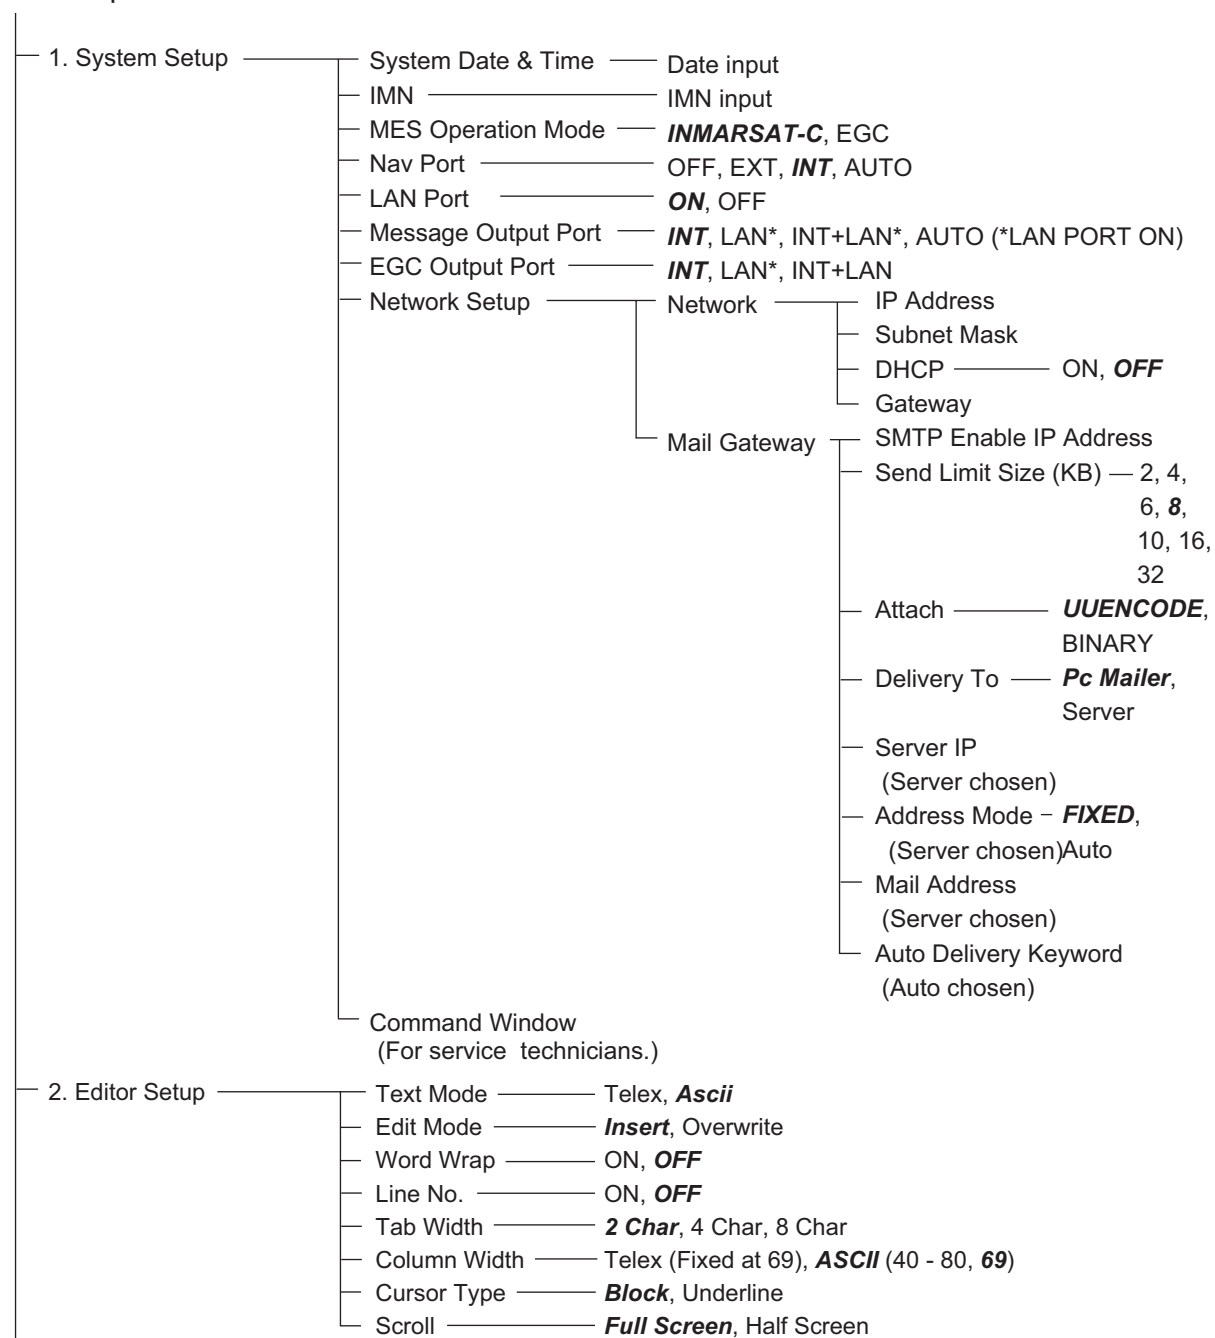 1. System Setup
System Date & Time
Date input
IMN
IMN input
MES Operation Mode
INMARSAT-C, EGC
Nav Port
OFF, EXT, INT, AUTO
LAN Port
ON, OFF
Message Output Port
INT, LAN*, INT+LAN*, AUTO (*LAN PORT ON)
EGC Output Port
INT, LAN*, INT+LAN
Network Setup
Network
IP Address
Subnet Mask
DHCP
ON, OFF
Gateway
Mail Gateway
SMTP Enable IP Address
Send Limit Size (KB)
2, 4,
6, 8,
10, 16,
32
Attach
UUENCODE,
BINARY
Delivery To
Pc Mailer,
Server
Server IP
(Server chosen)
Address Mode
FIXED,
(Server chosen)
Auto
Mail Address
(Server chosen)
Auto Delivery Keyword
(Auto chosen)
Command Window
(For service technicians.)
2. Editor Setup
Text Mode
Telex, Ascii
Edit Mode
Insert, Overwrite
Word Wrap
ON, OFF
Line No.
ON, OFF
Tab Width
2 Char, 4 Char, 8 Char
Column Width
Telex (Fixed at 69), ASCII (40 - 80, 69)
Cursor Type
Block, Underline
Scroll
Full Screen, Half Screen